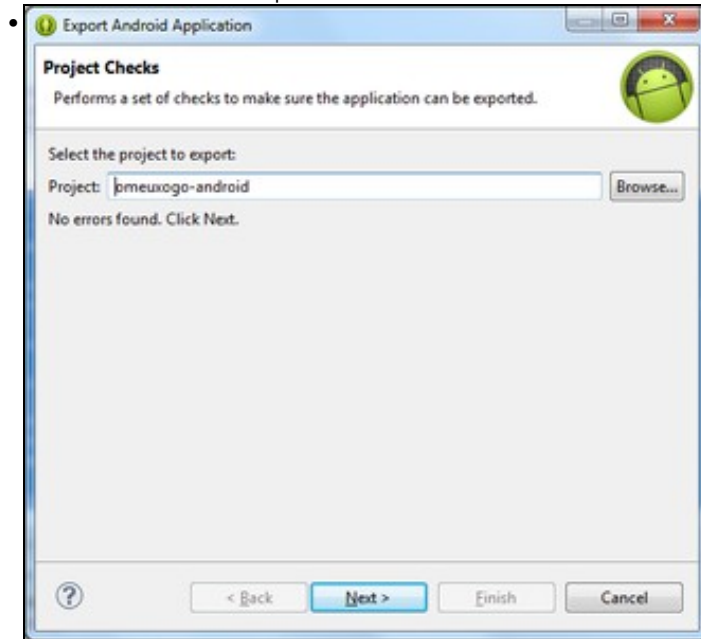 Export Android Application
Project Checks
Performs a set of checks to make sure the application can be exported.
Select the project to export:
Project: omeuxogo-android Browse...
No errors found. Click Next.
< Back Next > Finish Cancel